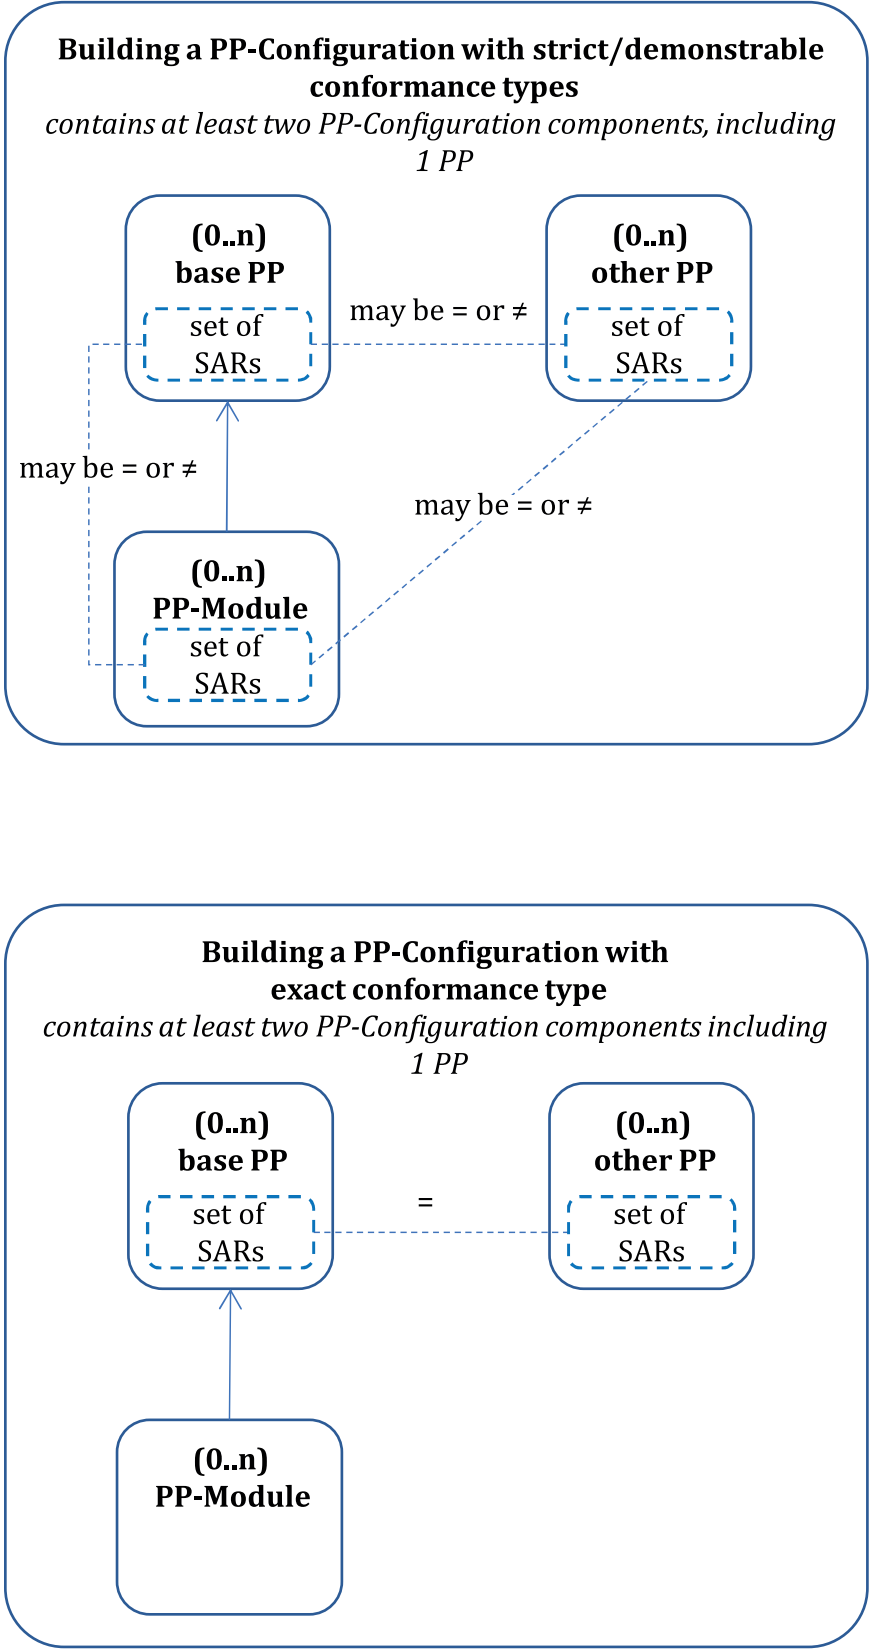 Building a PP-Configuration with strict/demonstrable
conformance types
contains at least two PP-Configuration components, including
1 PP
(0..n)
base PP
set of
SARs
may be = or ≠
(0..n)
other PP
set of
SARs
may be = or ≠
may be = or ≠
(0..n)
PP-Module
set of
SARs
Building a PP-Configuration with
exact conformance type
contains at least two PP-Configuration components including
1 PP
(0..n)
base PP
set of
SARs
=
(0..n)
other PP
set of
SARs
(0..n)
PP-Module